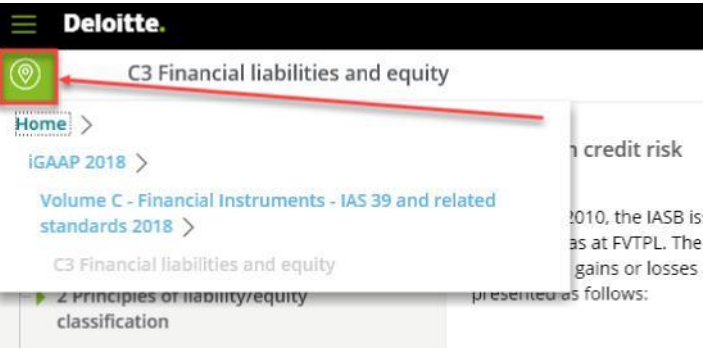 Deloitte.
C3 Financial liabilities and equity
Home >
iGAAP 2018 >
Volume C - Financial Instruments - IAS 39 and related
standards 2018 >
C3 Financial liabilities and equity
2 Principles of liability/equity
classification
credit risk
2010, the IASB
as at FVTPL. The
gains or losses
presented as follows: